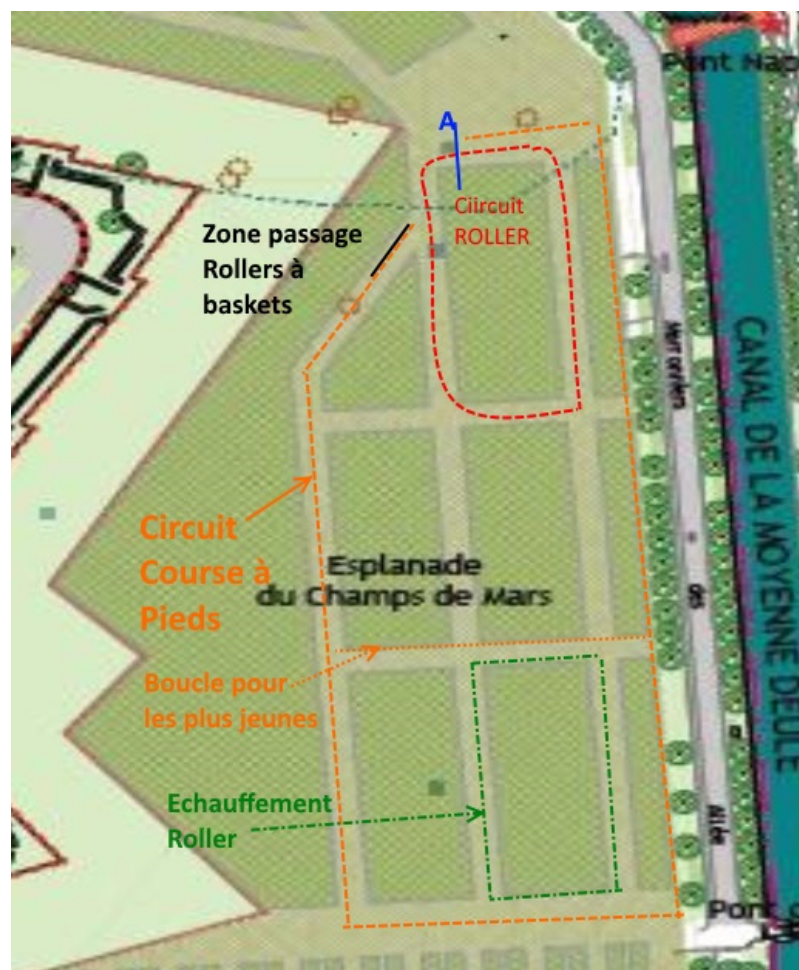 Pont Nap
A
Ciircuit
ROLLER
Zone passage
Rollers à
baskets
CANAL DE LA MOYENNE DEULE
Circuit
Course à
Pieds
Esplanade
du Champs de Mars
des
Boucle pour
les plus jeunes
Echauffement
Roller
Allée
Pont